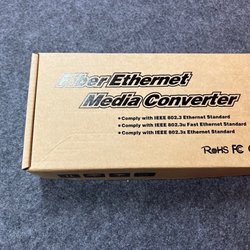 Fiber Ethernet
Media Converter
Comply with IEEE 802.3 Ethernet Standard
Comply with IEEE 802.3u Fast Ethernet Standard
Comply with IEEE 802.3z Ethernet Standard
RoHS FC